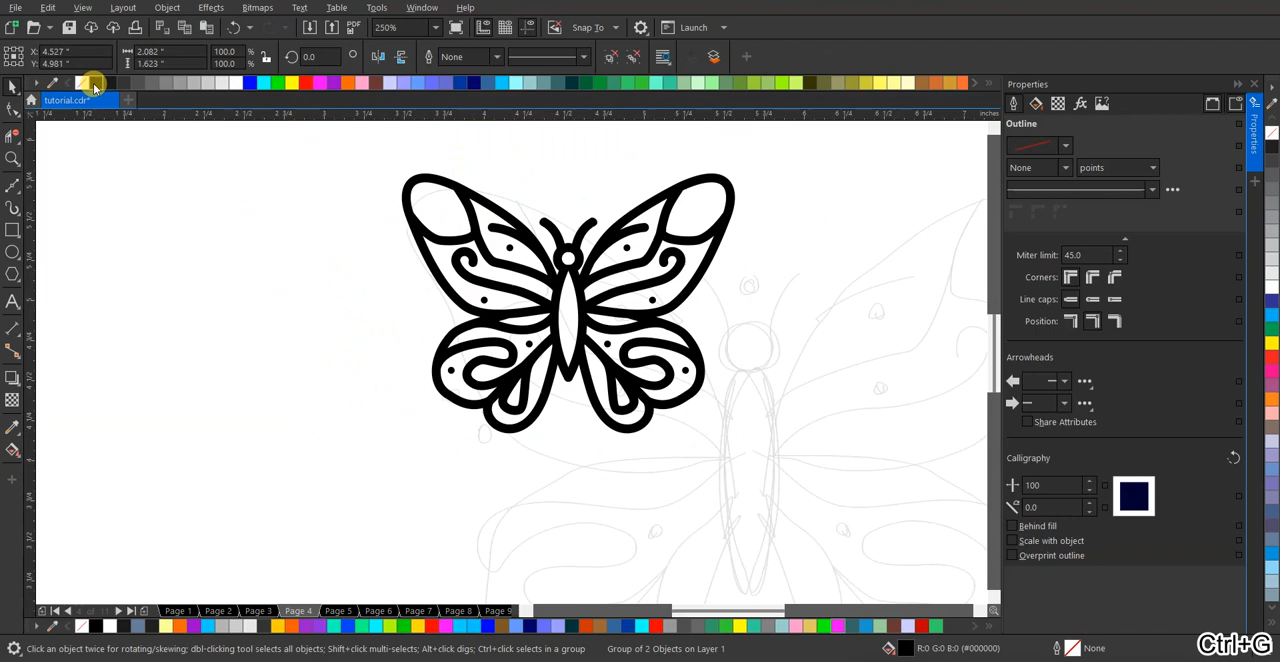 File Edit View Layout Object Effects Bitmaps Text Table Tools Window Help
PDF 250% Snap To Launch
X: 4.527 " 2.082 " 100.0 %
Y: 4.981 " 1.623 " 100.0 %
0.0 None
tutorial.cdr*
inches
Properties
Outline
None points
Miter limit: 45.0
Corners:
Line caps:
Position:
Arrowheads
Share Attributes
Calligraphy
100
0.0
Behind fill
Scale with object
Overprint outline
Properties
Page 1 Page 2 Page 3 Page 4 Page 5 Page 6 Page 7 Page 8 Page 9
Click an object twice for rotating/skewing; dbl-clicking tool selects all objects; Shift+click multi-selects; Alt+click digs; Ctrl+click selects in a group Group of 2 Objects on Layer 1 R:0 G:0 B:0 (#000000) None
Ctrl+G